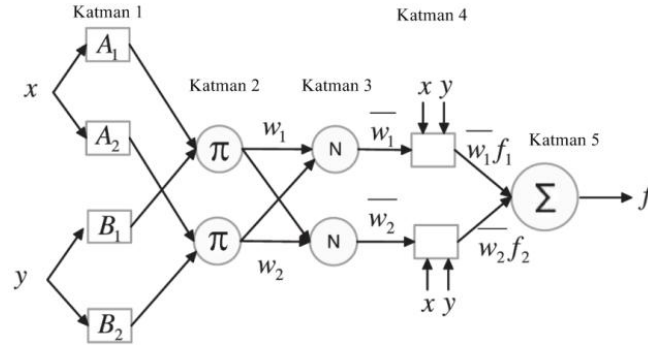 Katman 1
Katman 4
A₁
x
Katman 2
Katman 3
x y
A₂
w₁
w̅₁
w̅₁f₁
Katman 5
π
N
B₁
Σ
f
w̅₂
π
N
y
w₂
w̅₂f₂
B₂
x y